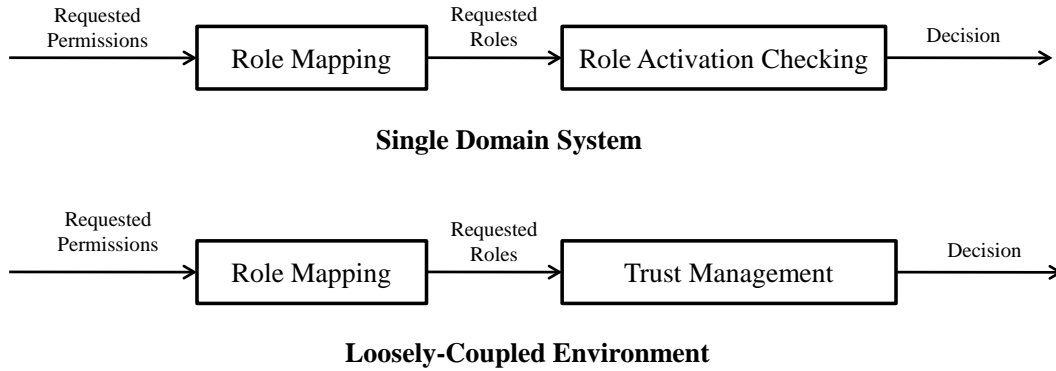 Requested
Permissions
Role Mapping
Requested
Roles
Role Activation Checking
Decision
Single Domain System
Requested
Permissions
Role Mapping
Requested
Roles
Trust Management
Decision
Loosely-Coupled Environment